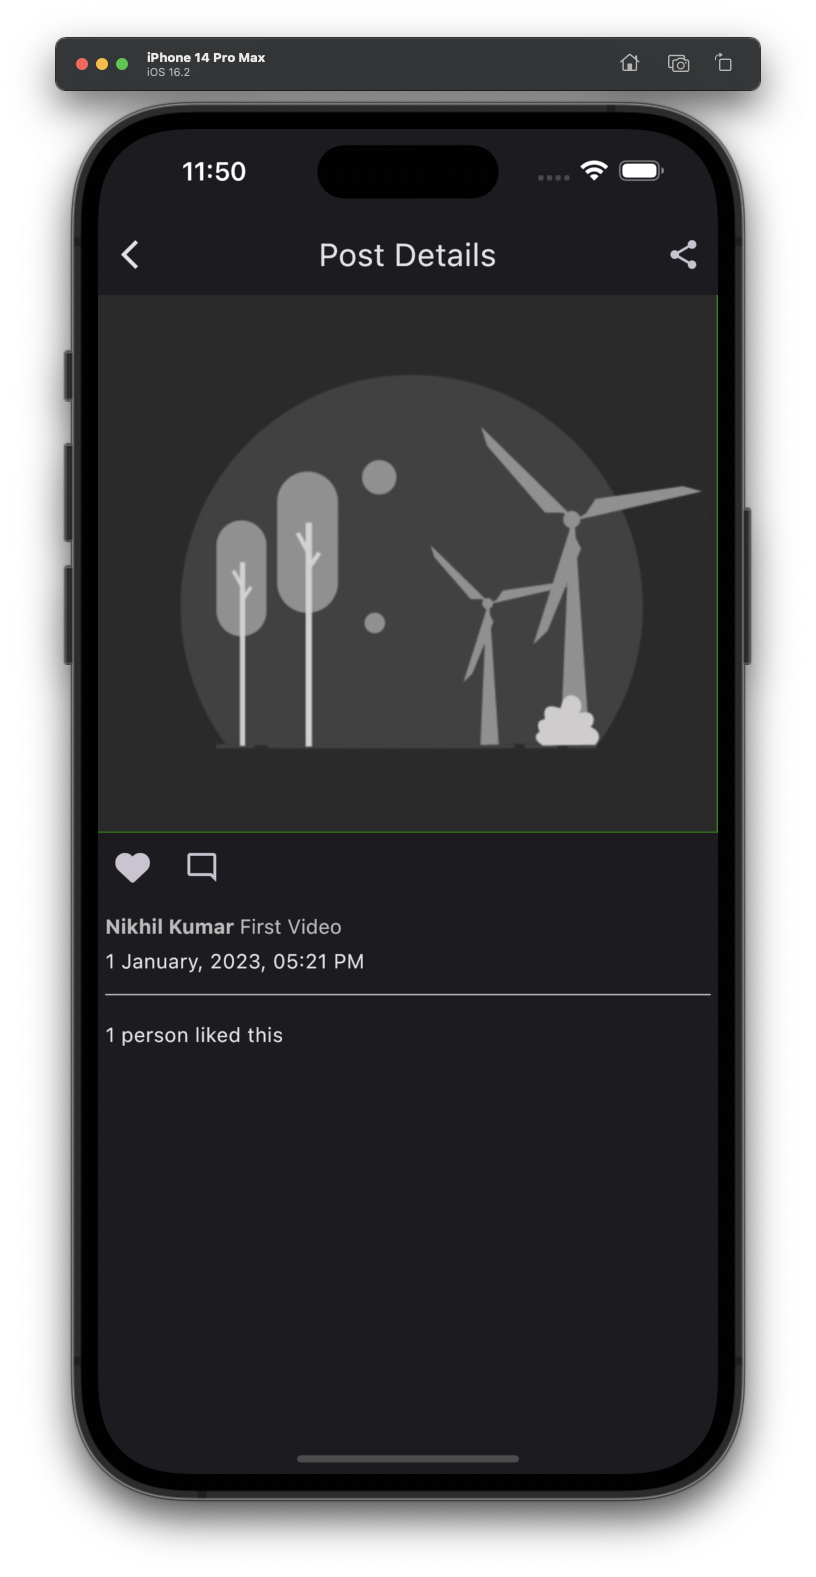 iPhone 14 Pro Max
iOS 16.2
11:50
Post Details
Nikhil Kumar First Video
1 January, 2023, 05:21 PM
1 person liked this